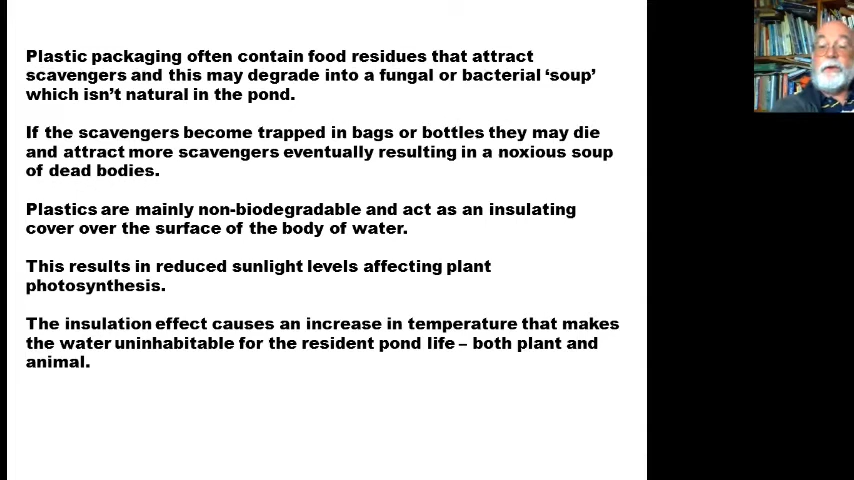 Plastic packaging often contain food residues that attract
scavengers and this may degrade into a fungal or bacterial ‘soup’
which isn’t natural in the pond.
If the scavengers become trapped in bags or bottles they may die
and attract more scavengers eventually resulting in a noxious soup
of dead bodies.
Plastics are mainly non-biodegradable and act as an insulating
cover over the surface of the body of water.
This results in reduced sunlight levels affecting plant
photosynthesis.
The insulation effect causes an increase in temperature that makes
the water uninhabitable for the resident pond life – both plant and
animal.